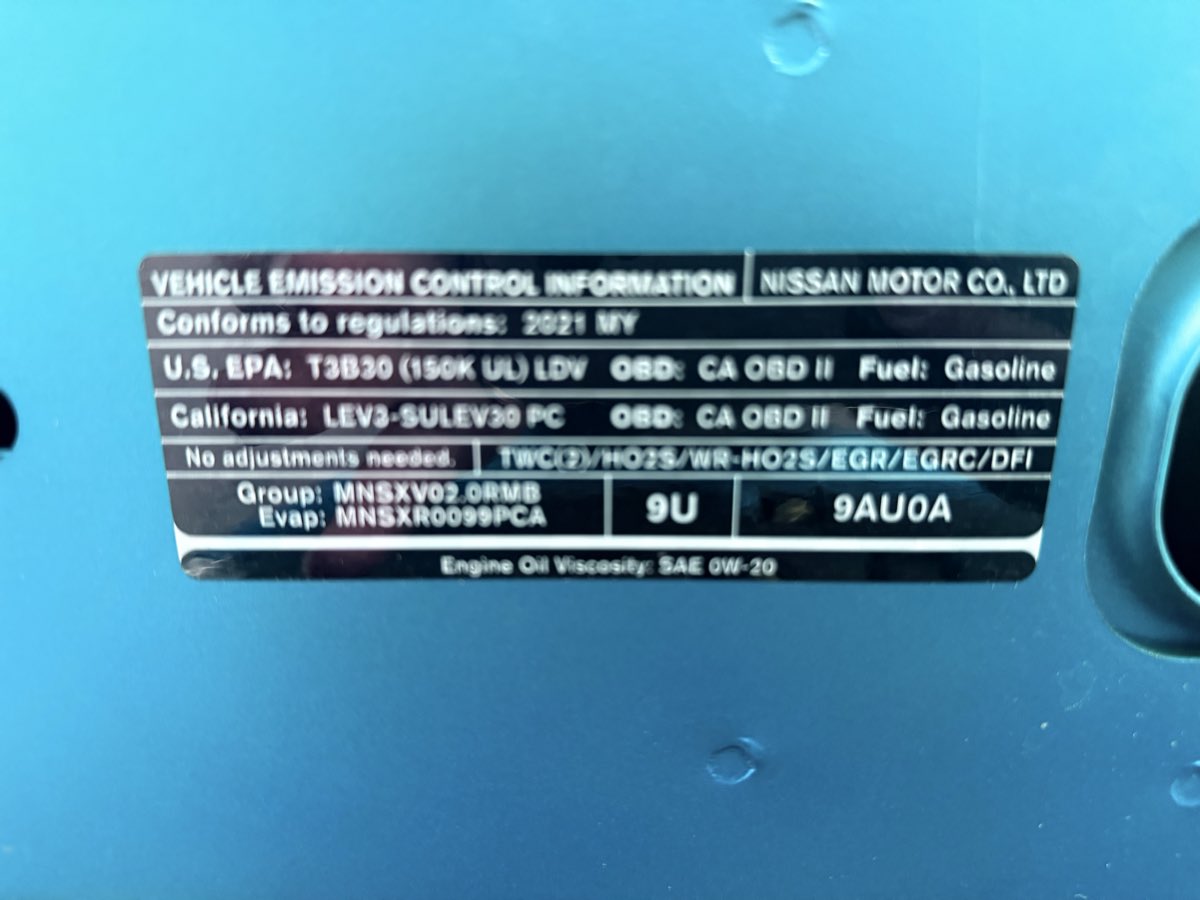 VEHICLE EMISSION CONTROL INFORMATION NISSAN MOTOR CO., LTD
Conforms to regulations: 2021 MY
U.S. EPA: T3B30 (150K UL) LDV OBD: CA OBD II Fuel: Gasoline
California: LEV3-SULEV30 PC OBD: CA OBD II Fuel: Gasoline
No adjustments needed. TWC(2)/HO2S/WR-HO2S/EGR/EGRC/DFI
Group: MNSXV02.0RMB
Evap: MNSXR0099PCA
9U
9AU0A
Engine Oil Viscosity: SAE 0W-20